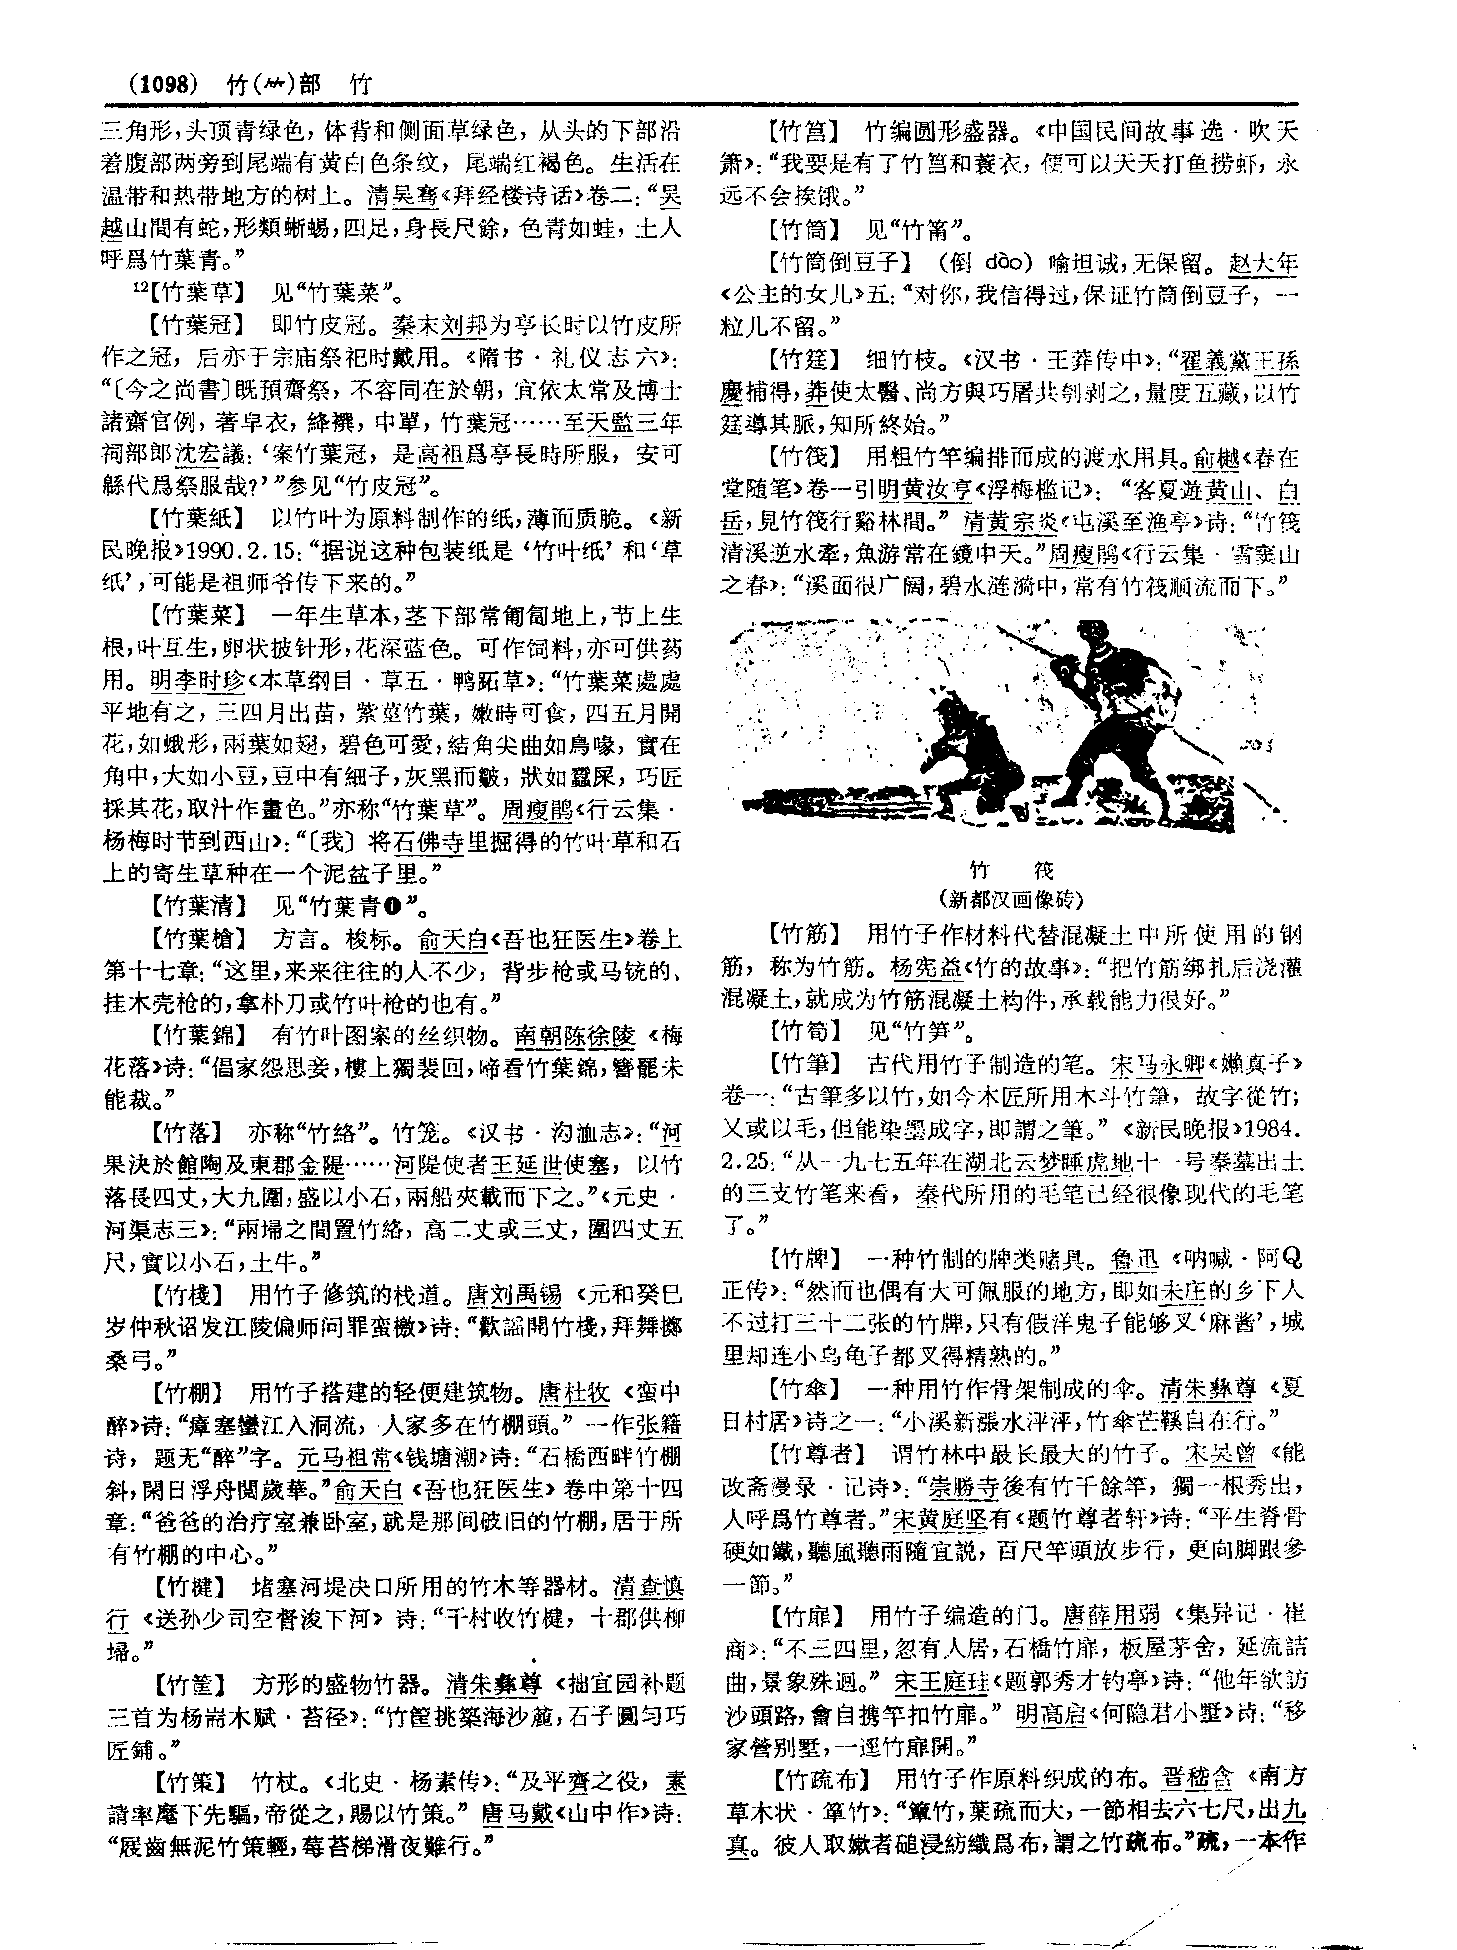 (1098) 竹(⺮)部 竹
三角形，头顶青绿色，体背和侧面草绿色，从头的下部沿
着腹部两旁到尾端有黄白色条纹，尾端红褐色。生活在
温带和热带地方的树上。清吴骞《拜经楼诗话》卷二：“吴
越山間有蛇，形類蜥蜴，四足，身長尺餘，色青如蛙，土人
呼爲竹葉青。”
12【竹葉草】 见“竹葉菜”。
【竹葉冠】 即竹皮冠。秦末刘邦为亭长时以竹皮所
作之冠，后亦于宗庙祭祀时戴用。《隋书·礼仪志六》：
“〔今之尚書〕既預齋祭，不容同在於朝，宜依太常及博士
諸齋官例，著皁衣，絳襈，中單，竹葉冠……至天監三年
祠部郎沈宏議：‘案竹葉冠，是高祖爲亭長時所服，安可
緜代爲祭服哉？’”参见“竹皮冠”。
【竹葉紙】 以竹叶为原料制作的纸，薄而质脆。《新
民晚报》1990.2.15：“据说这种包装纸是‘竹叶纸’和‘草
纸’，可能是祖师爷传下来的。”
【竹葉菜】 一年生草本，茎下部常匍匐地上，节上生
根，叶互生，卵状披针形，花深蓝色。可作饲料，亦可供药
用。明李时珍《本草纲目·草五·鸭跖草》：“竹葉菜處處
平地有之，三四月出苗，紫莖竹葉，嫩時可食，四五月開
花，如蛾形，兩葉如翅，碧色可愛，結角尖曲如鳥喙，實在
角中，大如小豆，豆中有細子，灰黑而皺，狀如蠶屎，巧匠
採其花，取汁作畫色。”亦称“竹葉草”。周瘦鹃《行云集·
杨梅时节到西山》：“〔我〕将石佛寺里掘得的竹叶草和石
上的寄生草种在一个泥盆子里。”
【竹葉清】 见“竹葉青❶”。
【竹葉槍】 方言。梭标。俞天白《吾也狂医生》卷上
第十七章：“这里，来来往往的人不少；背步枪或马铳的、
挂木壳枪的，拿朴刀或竹叶枪的也有。”
【竹葉錦】 有竹叶图案的丝织物。南朝陈徐陵《梅
花落》诗：“倡家怨思妾，樓上獨裴回，啼看竹葉錦，簪罷未
能裁。”
【竹落】 亦称“竹络”。竹笼。《汉书·沟洫志》：“河
果決於館陶及東郡金隄……河隄使者王延世使塞，以竹
落長四丈，大九圍，盛以小石，兩船夾載而下之。”《元史·
河渠志三》：“兩埽之間置竹絡，高二丈或三丈，圍四丈五
尺，實以小石，土牛。”
【竹棧】 用竹子修筑的栈道。唐刘禹锡《元和癸巳
岁仲秋诏发江陵偏师问罪蛮徼》诗：“歡謡開竹棧，拜舞擲
桑弓。”
【竹棚】 用竹子搭建的轻便建筑物。唐杜牧《蛮中
醉》诗：“瘴塞蠻江入洞流，人家多在竹棚頭。”一作张籍
诗，题无“醉”字。元马祖常《钱塘潮》诗：“石橋西畔竹棚
斜，閑日浮舟閲歲華。”俞天白《吾也狂医生》卷中第十四
章：“爸爸的治疗室兼卧室，就是那间破旧的竹棚，居于所
有竹棚的中心。”
【竹楗】 堵塞河堤决口所用的竹木等器材。清查慎
行《送孙少司空督浚下河》诗：“千村收竹楗，十郡供柳
埽。”
【竹筐】 方形的盛物竹器。清朱彝尊《拙宜园补题
三首为杨耑木赋·苔径》：“竹筐挑築海沙麄，石子圓匀巧
匠鋪。”
【竹策】 竹杖。《北史·杨素传》：“及平齊之役，素
請率麾下先驅，帝從之，賜以竹策。”唐马戴《山中作》诗：
“屐齒無泥竹策輕，莓苔梯滑夜難行。”
【竹筥】 竹编圆形盛器。《中国民间故事选·吹天
箫》：“我要是有了竹筥和蓑衣，便可以天天打鱼捞虾，永
远不会挨饿。”
【竹筒】 见“竹筩”。
【竹筒倒豆子】 （倒 dào）喻坦诚，无保留。赵大年
《公主的女儿》五：“对你，我信得过，保证竹筒倒豆子，一
粒儿不留。”
【竹筳】 细竹枝。《汉书·王莽传中》：“翟義黨王孫
慶捕得，莽使太醫、尚方與巧屠共刳剥之，量度五藏，以竹
筳導其脈，知所終始。”
【竹筏】 用粗竹竿编排而成的渡水用具。俞樾《春在
堂随笔》卷一引明黄汝亨《浮梅槛记》：“客夏遊黄山、白
岳，見竹筏行谿林間。”清黄宗炎《屯溪至渔亭》诗：“竹筏
清溪逆水牽，魚游常在鏡中天。”周瘦鹃《行云集·雪窦山
之春》：“溪面很广阔，碧水涟漪中，常有竹筏顺流而下。”
竹 筏
（新都汉画像砖）
【竹筋】 用竹子作材料代替混凝土中所使用的钢
筋，称为竹筋。杨宪益《竹的故事》：“把竹筋绑扎后浇灌
混凝土，就成为竹筋混凝土构件，承载能力很好。”
【竹筍】 见“竹笋”。
【竹筆】 古代用竹子制造的笔。宋马永卿《嬾真子》
卷一：“古筆多以竹，如今木匠所用木斗竹筆，故字從竹；
又或以毛，但能染墨成字，即謂之筆。”《新民晚报》1984.
2.25：“从一九七五年在湖北云梦睡虎地十一号秦墓出土
的三支竹笔来看，秦代所用的毛笔已经很像现代的毛笔
了。”
【竹牌】 一种竹制的牌类赌具。鲁迅《呐喊·阿Q
正传》：“然而也偶有大可佩服的地方，即如未庄的乡下人
不过打三十二张的竹牌，只有假洋鬼子能够叉‘麻酱’，城
里却连小乌龟子都叉得精熟的。”
【竹傘】 一种用竹作骨架制成的伞。清朱彝尊《夏
日村居》诗之一：“小溪新漲水泙泙，竹傘芒鞵自在行。”
【竹尊者】 谓竹林中最长最大的竹子。宋吴曾《能
改斋漫录·记诗》：“崇勝寺後有竹千餘竿，獨一根秀出，
人呼爲竹尊者。”宋黄庭坚有《题竹尊者轩》诗：“平生脊骨
硬如鐵，聽風聽雨隨宜説，百尺竿頭放步行，更向脚跟參
一節。”
【竹扉】 用竹子编造的门。唐薛用弱《集异记·崔
商》：“不三四里，忽有人居，石橋竹扉，板屋茅舍，延流詰
曲，景象殊迥。”宋王庭珪《题郭秀才钓亭》诗：“他年欲訪
沙頭路，會自携竿扣竹扉。”明高启《何隐君小墅》诗：“移
家營别墅，一逕竹扉開。”
【竹疏布】 用竹子作原料织成的布。晋嵇含《南方
草木状·箪竹》：“簟竹，葉疏而大，一節相去六七尺，出九
真。彼人取嫩者磓浸紡織爲布，謂之竹疏布。”疏，一本作